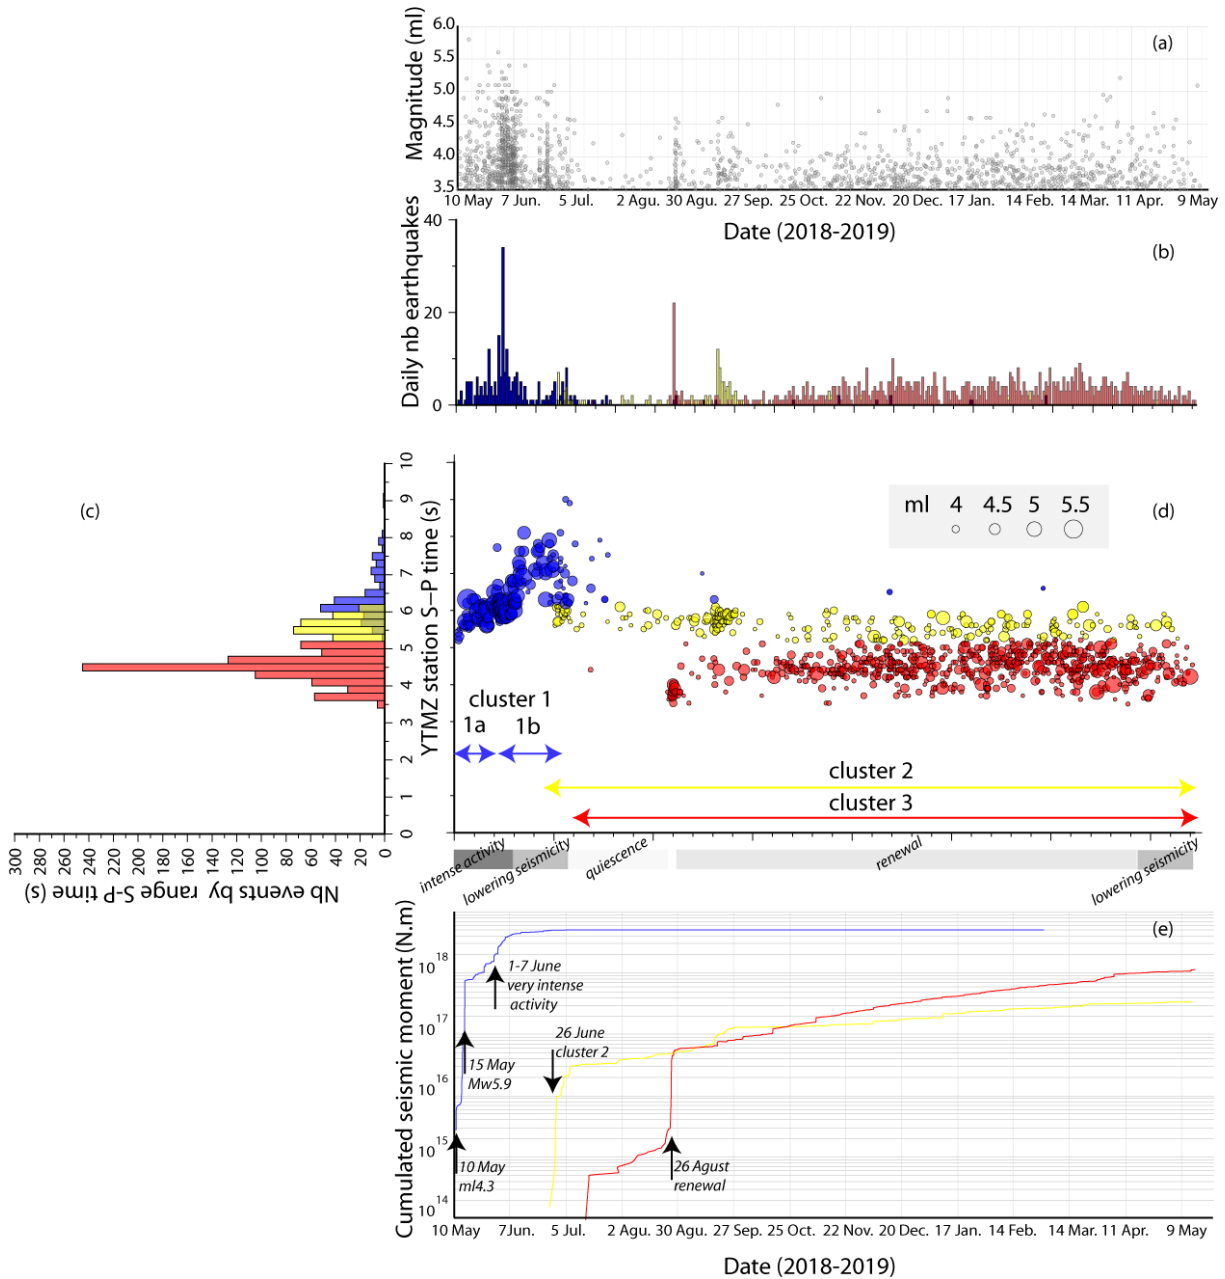 6.0
5.5
5.0
4.5
4.0
3.5
Magnitude (ml)
(a)
10 May 7 Jun. 5 Jul. 2 Agu. 30 Agu. 27 Sep. 25 Oct. 22 Nov. 20 Dec. 17 Jan. 14 Feb. 14 Mar. 11 Apr. 9 May
Date (2018-2019)
40
20
0
Daily nb earthquakes
(b)
(c)
10
9
8
7
6
5
4
3
2
1
0
YTMZ station S–P time (s)
300 280 260 240 220 200 180 160 140 120 100 80 60 40 20 0
Nb events by range S-P time (s)
ml 4 4.5 5 5.5
(d)
cluster 1
1a 1b
cluster 2
cluster 3
intense activity
lowering seismicity
quiescence
renewal
lowering seismicity
Cumulated seismic moment (N.m)
10^18
10^17
10^16
10^15
10^14
(e)
1-7 June
very intense
activity
26 June
cluster 2
15 May
Mw5.9
10 May
ml4.3
26 Agust
renewal
10 May 7Jun. 5 Jul. 2 Agu. 30 Agu. 27 Sep. 25 Oct. 22 Nov. 20 Dec. 17 Jan. 14 Feb. 14 Mar. 11 Apr. 9 May
Date (2018-2019)